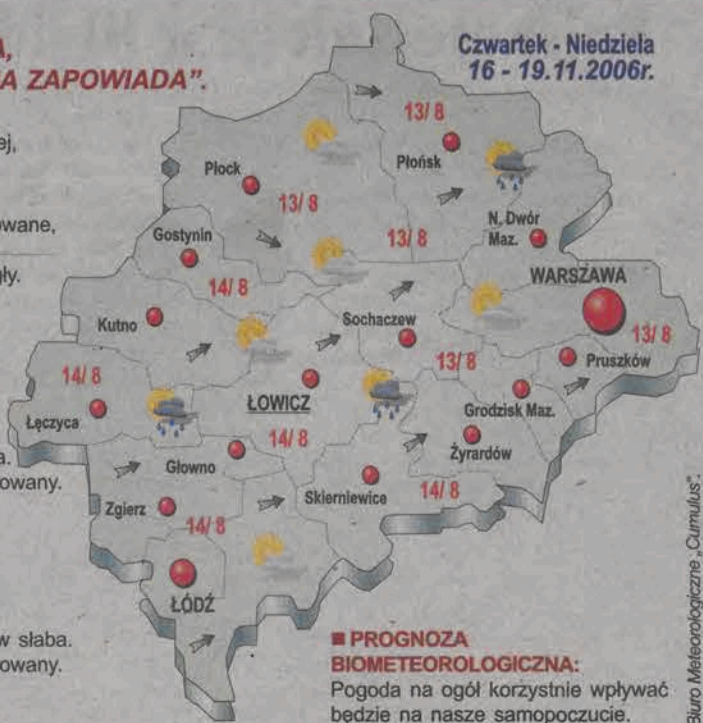 A,
A ZAPOWIADA".
Czwartek - Niedziela
16 - 19.11.2006r.
ej,
owane,
gły.
13/ 8
Płońsk
Płock
13/ 8
13/ 8
N. Dwór
Maz.
Gostynin
14/ 8
WARSZAWA
Kutno
Sochaczew
13/ 8
13/ 8
Pruszków
14/ 8
Łęczyca
ŁOWICZ
14/ 8
Grodzisk Maz.
Żyrardów
14/ 8
Głowno
Skierniewice
Zgierz
14/ 8
ŁÓDŹ
a.
owany.
w słaba.
owany.
■ PROGNOZA
BIOMETEOROLOGICZNA:
Pogoda na ogół korzystnie wpływać
będzie na nasze samopoczucie.
Biuro Meteorologiczne „Cumulus".